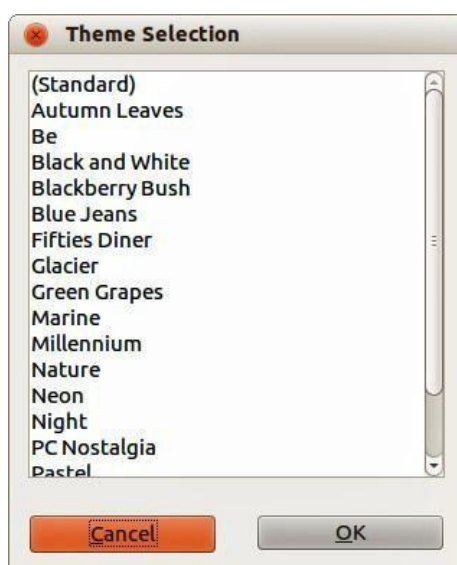 Theme Selection
(Standard)
Autumn Leaves
Be
Black and White
Blackberry Bush
Blue Jeans
Fifties Diner
Glacier
Green Grapes
Marine
Millennium
Nature
Neon
Night
PC Nostalgia
Pastel
Cancel
OK